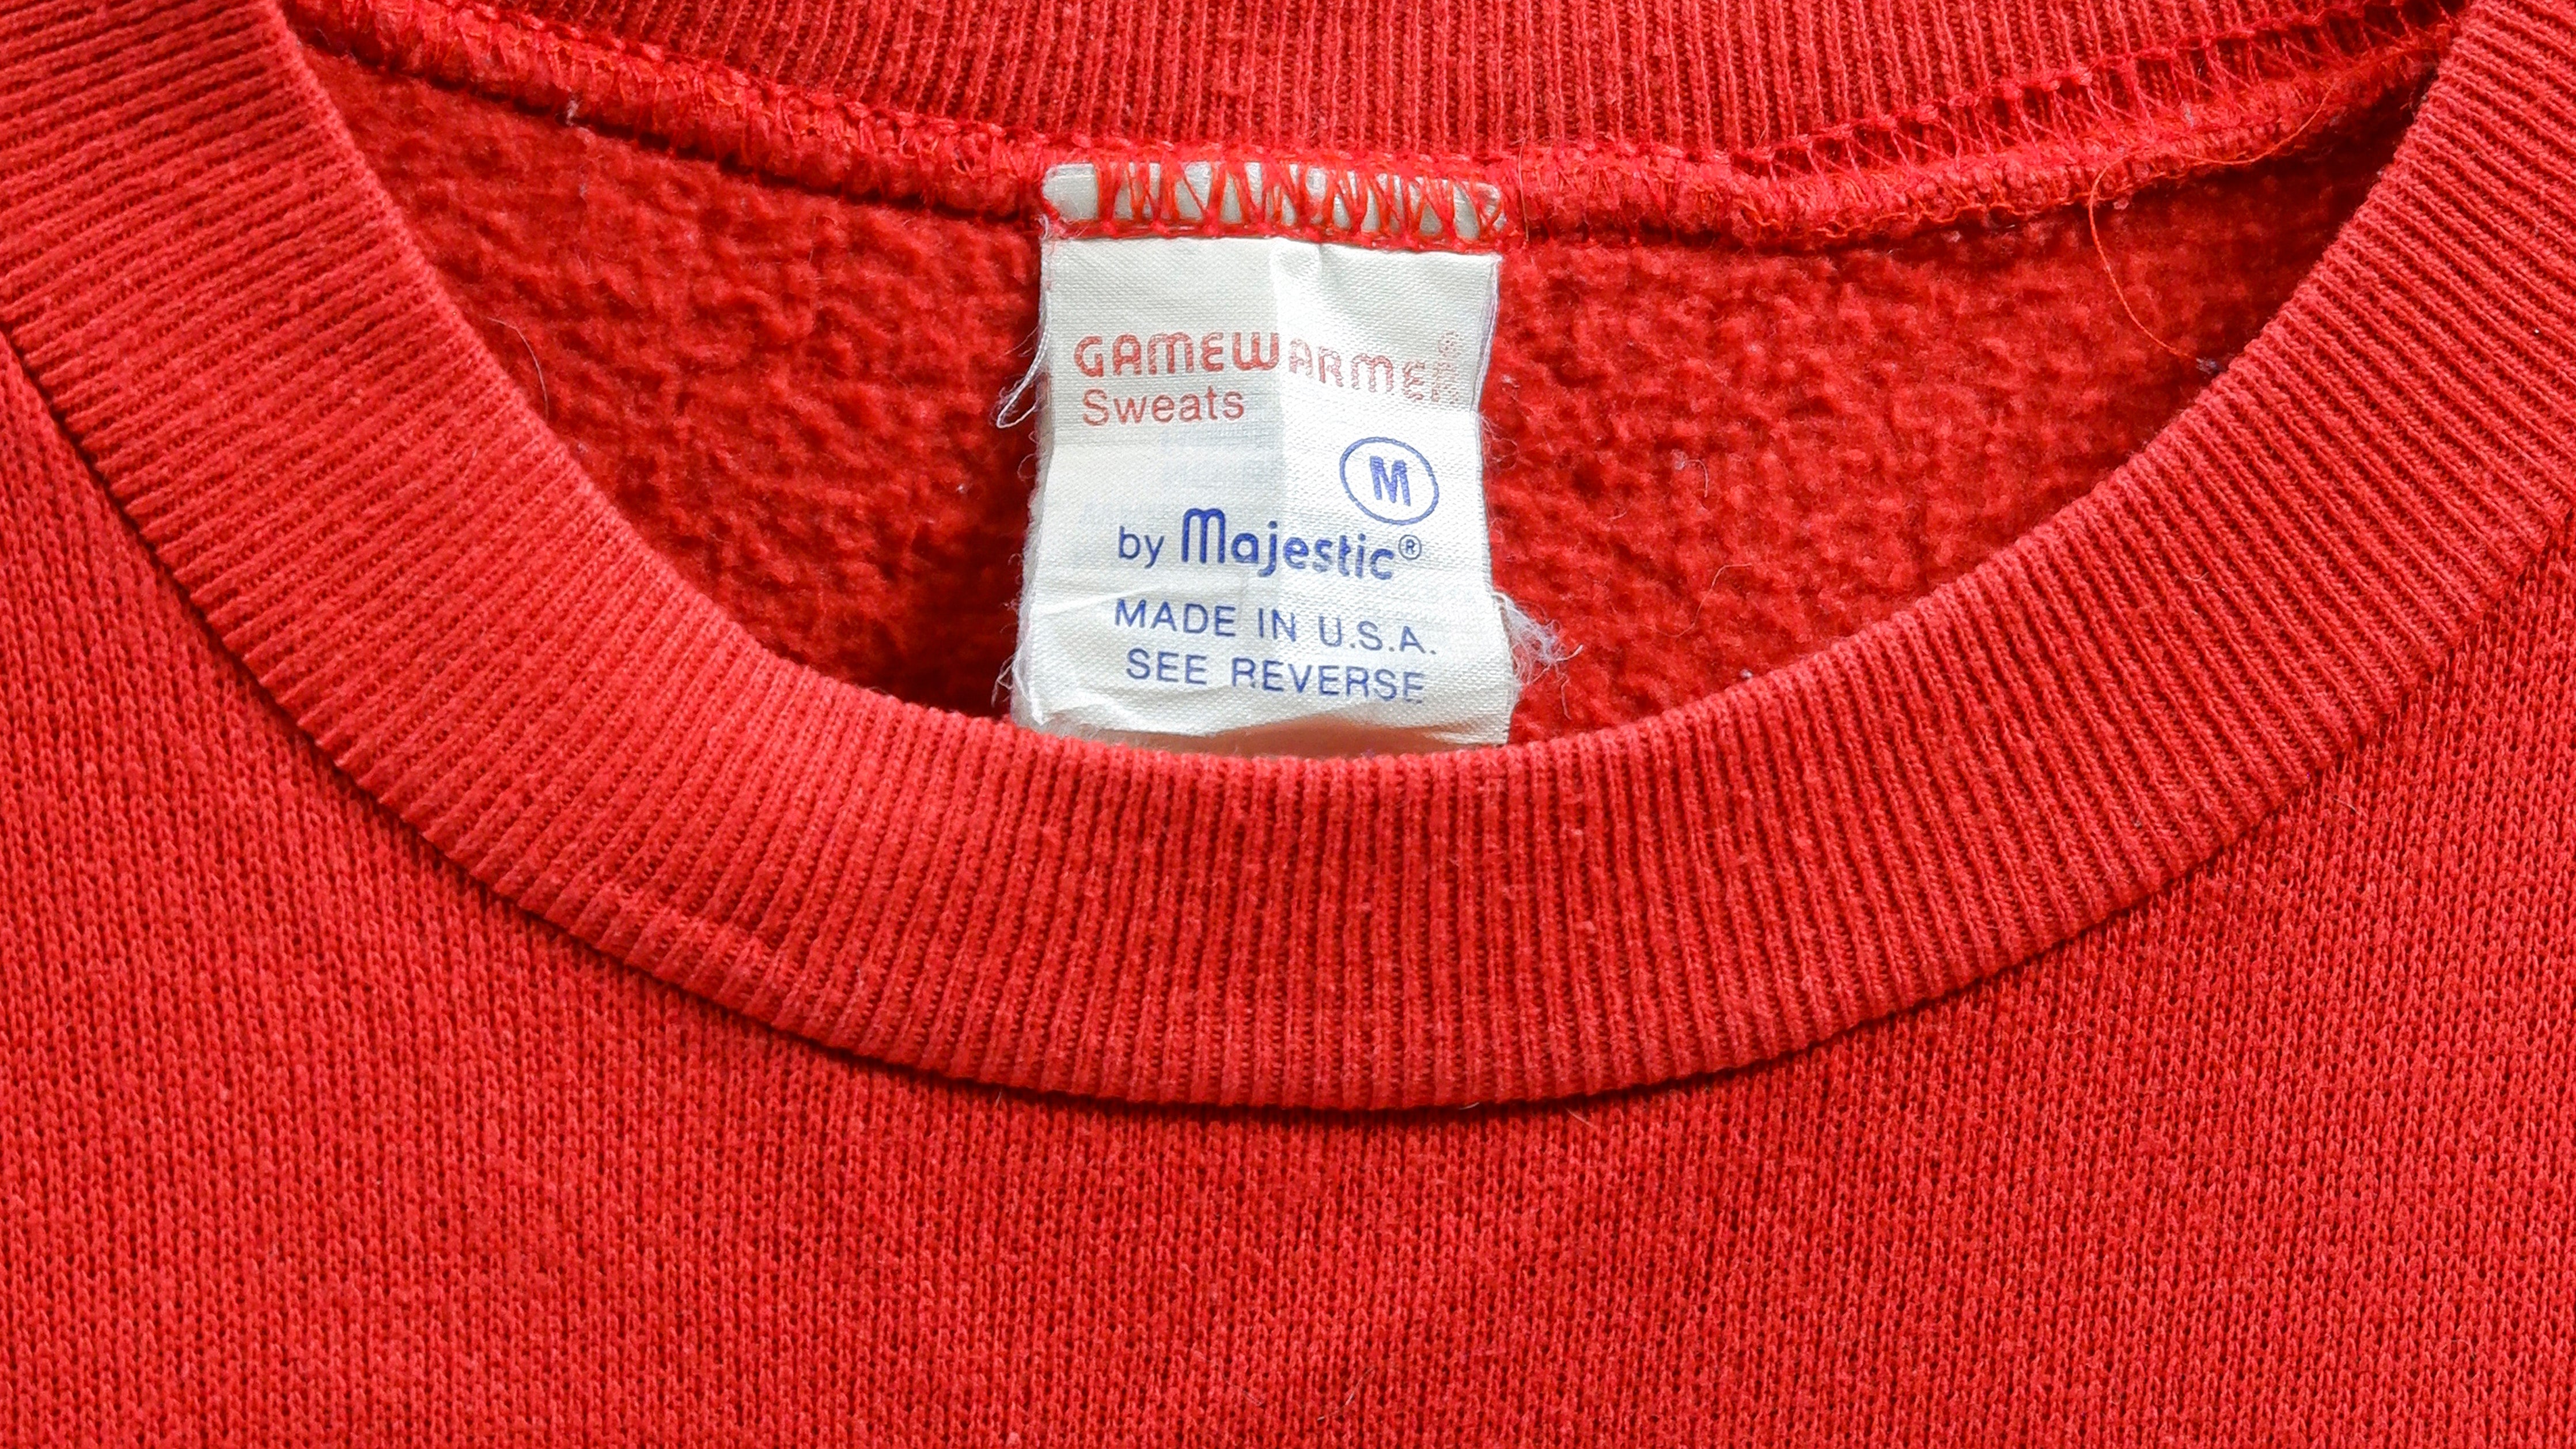 GAMEWARMER®
Sweats
M
by Majestic®
MADE IN U.S.A.
SEE REVERSE